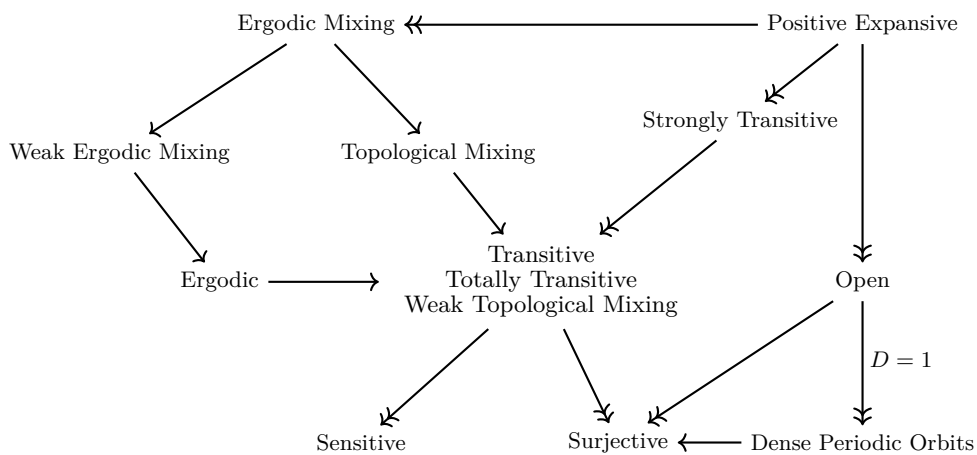 Ergodic Mixing
Positive Expansive
Strongly Transitive
Weak Ergodic Mixing
Topological Mixing
Transitive
Totally Transitive
Weak Topological Mixing
Ergodic
Open
D = 1
Sensitive
Surjective
Dense Periodic Orbits